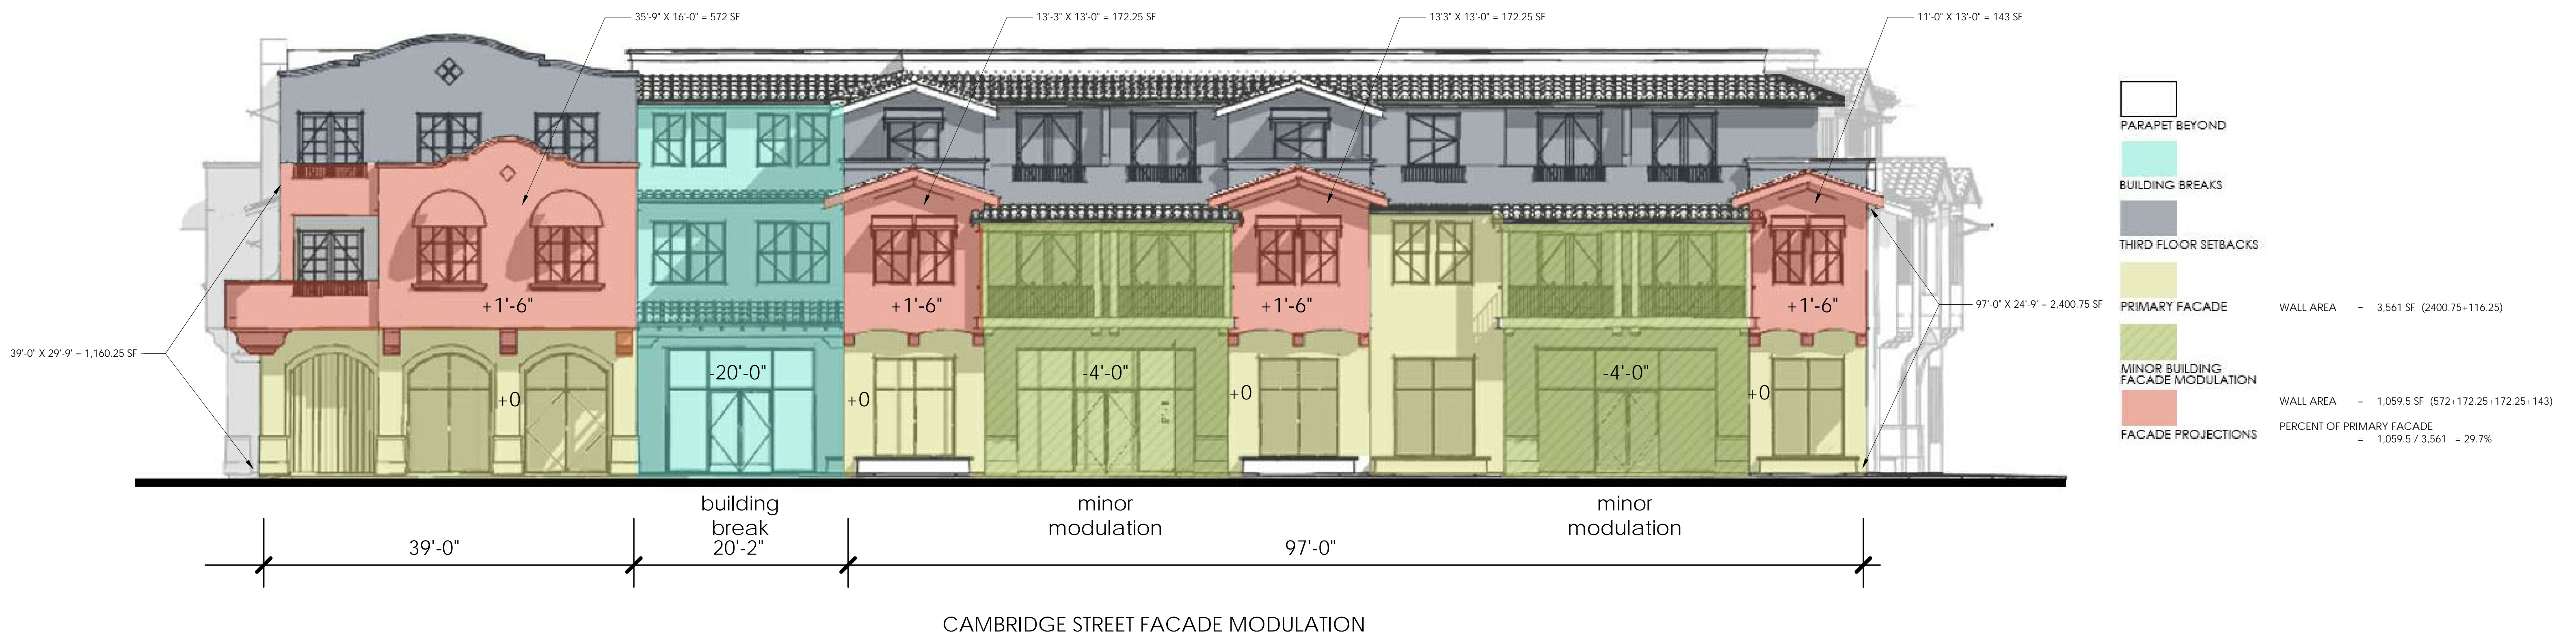 35'-9" X 16'-0" = 572 SF
13'-3" X 13'-0" = 172.25 SF
13'3" X 13'-0" = 172.25 SF
11'-0" X 13'-0" = 143 SF
PARAPET BEYOND
BUILDING BREAKS
THIRD FLOOR SETBACKS
PRIMARY FACADE
WALL AREA = 3,561 SF (2400.75+116.25)
MINOR BUILDING
FACADE MODULATION
FACADE PROJECTIONS
WALL AREA = 1,059.5 SF (572+172.25+172.25+143)
PERCENT OF PRIMARY FACADE
= 1,059.5 / 3,561 = 29.7%
97'-0" X 24'-9' = 2,400.75 SF
39'-0" X 29'-9' = 1,160.25 SF
+1'-6"
+1'-6"
+1'-6"
+1'-6"
-20'-0"
-4'-0"
-4'-0"
+0
+0
+0
+0
building
break
20'-2"
minor
modulation
minor
modulation
39'-0"
97'-0"
CAMBRIDGE STREET FACADE MODULATION